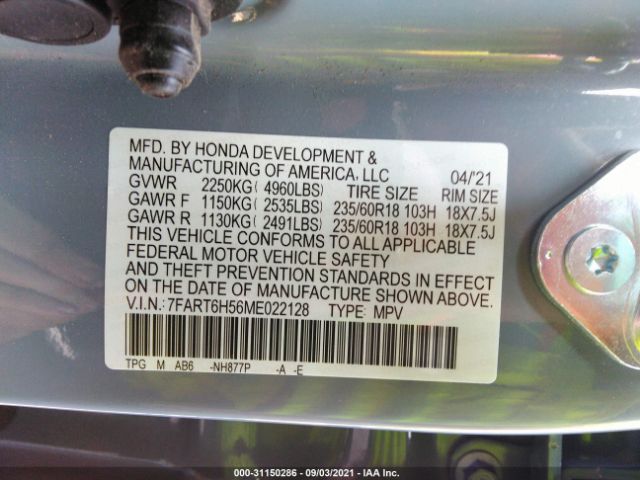 MFD. BY HONDA DEVELOPMENT &
MANUFACTURING OF AMERICA, LLC 04/'21
GVWR 2250KG( 4960LBS) TIRE SIZE RIM SIZE
GAWR F 1150KG( 2535LBS) 235/60R18 103H 18X7.5J
GAWR R 1130KG( 2491LBS) 235/60R18 103H 18X7.5J
THIS VEHICLE CONFORMS TO ALL APPLICABLE
FEDERAL MOTOR VEHICLE SAFETY
AND THEFT PREVENTION STANDARDS IN EFFECT
ON THE DATE OF MANUFACTURE SHOWN ABOVE.
V.I.N.:7FART6H56ME022128 TYPE: MPV
TPG M AB6 -NH877P -A -E
000-31150286 - 09/03/2021 - IAA Inc.